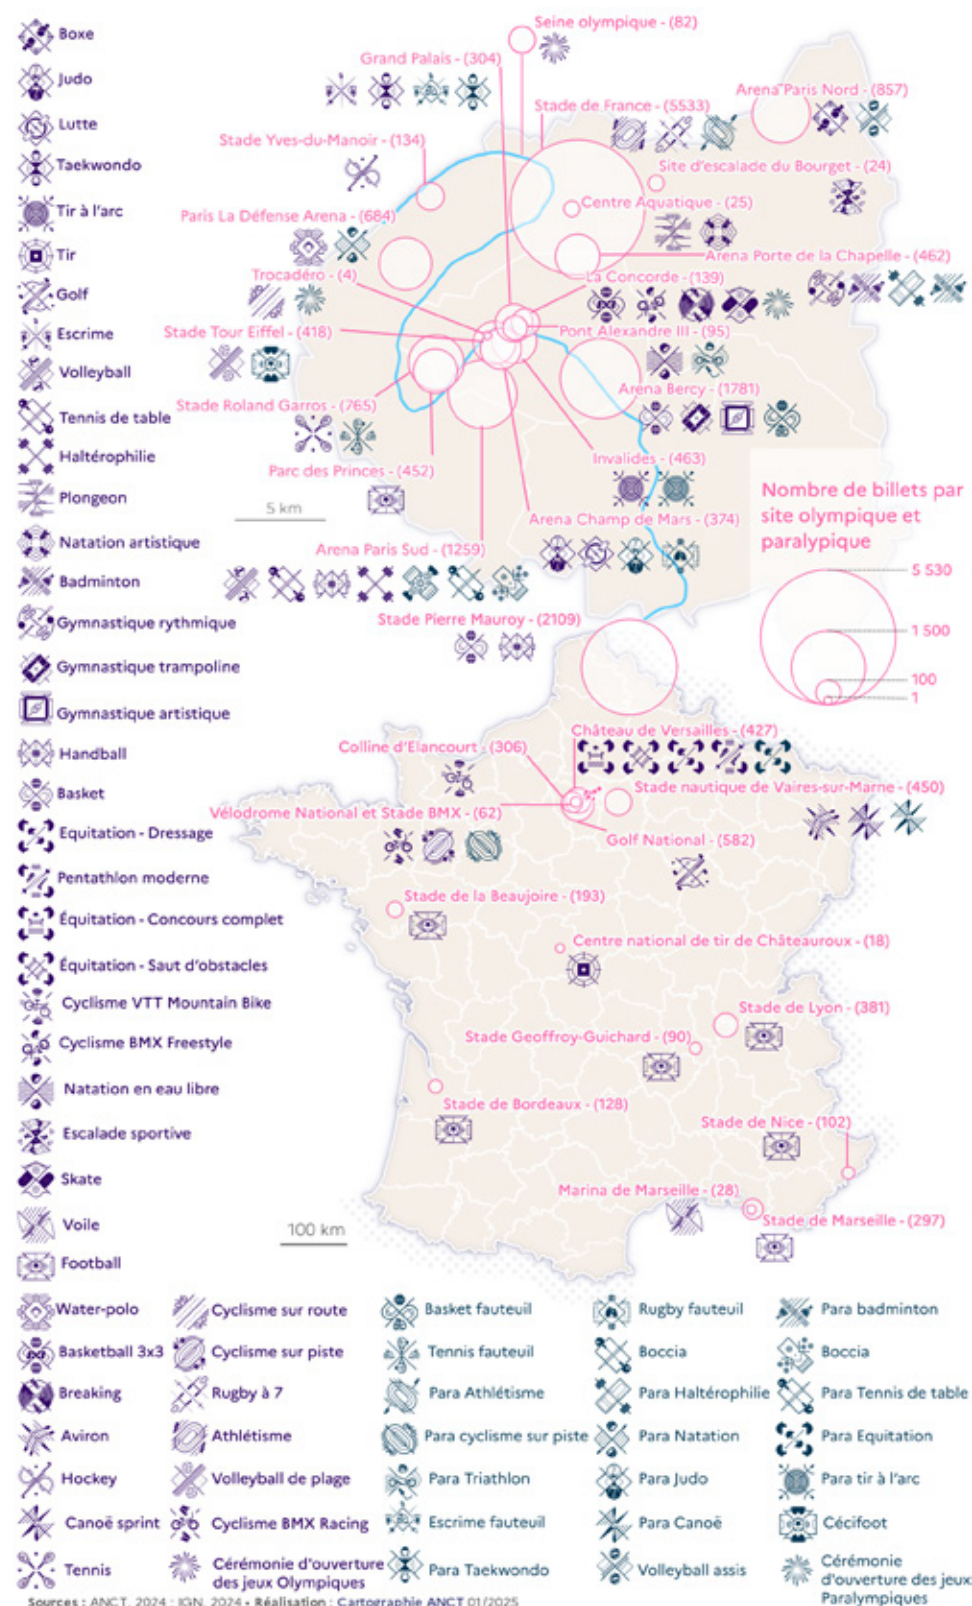 Boxe
Judo
Lutte
Taekwondo
Tir à l'arc
Tir
Golf
Escrime
Volleyball
Tennis de table
Haltérophilie
Plongeon
Natation artistique
Badminton
Gymnastique rythmique
Gymnastique trampoline
Gymnastique artistique
Handball
Basket
Equitation - Dressage
Pentathlon moderne
Équitation - Concours complet
Équitation - Saut d'obstacles
Cyclisme VTT Mountain Bike
Cyclisme BMX Freestyle
Natation en eau libre
Escalade sportive
Skate
Voile
Football
Seine olympique - (82)
Grand Palais - (304)
Stade de France - (5533)
Arena Paris Nord - (857)
Stade Yves-du-Manoir - (134)
Site d'escalade du Bourget - (24)
Paris La Défense Arena - (684)
Centre Aquatique - (25)
Arena Porte de la Chapelle - (462)
Trocadéro - (4)
La Concorde - (139)
Stade Tour Eiffel - (418)
Pont Alexandre III - (95)
Arena Bercy - (1781)
Stade Roland Garros - (765)
Parc des Princes - (452)
Invalides - (463)
5 km
Arena Champ de Mars - (374)
Arena Paris Sud - (1259)
Nombre de billets par
site olympique et
paralypique
5 530
1 500
100
1
Stade Pierre Mauroy - (2109)
Château de Versailles - (427)
Colline d'Elancourt - (306)
Stade nautique de Vaires-sur-Marne - (450)
Vélodrome National et Stade BMX - (62)
Golf National - (582)
Stade de la Beaujoire - (193)
Centre national de tir de Châteauroux - (18)
Stade de Lyon - (381)
Stade Geoffroy-Guichard - (90)
Stade de Bordeaux - (128)
Stade de Nice - (102)
Marina de Marseille - (28)
Stade de Marseille - (297)
100 km
Water-polo
Basketball 3x3
Breaking
Aviron
Hockey
Canoë sprint
Tennis
Cyclisme sur route
Cyclisme sur piste
Rugby à 7
Athlétisme
Volleyball de plage
Cyclisme BMX Racing
Cérémonie d'ouverture
des jeux Olympiques
Basket fauteuil
Tennis fauteuil
Para Athlétisme
Para cyclisme sur piste
Para Triathlon
Escrime fauteuil
Para Taekwondo
Rugby fauteuil
Boccia
Para Haltérophilie
Para Natation
Para Judo
Para Canoë
Volleyball assis
Para badminton
Boccia
Para Tennis de table
Para Equitation
Para tir à l'arc
Cécifoot
Cérémonie
d'ouverture des jeux
Paralympiques
Sources : ANCT, 2024 ; IGN, 2024 • Réalisation : Cartographie ANCT 01/2025